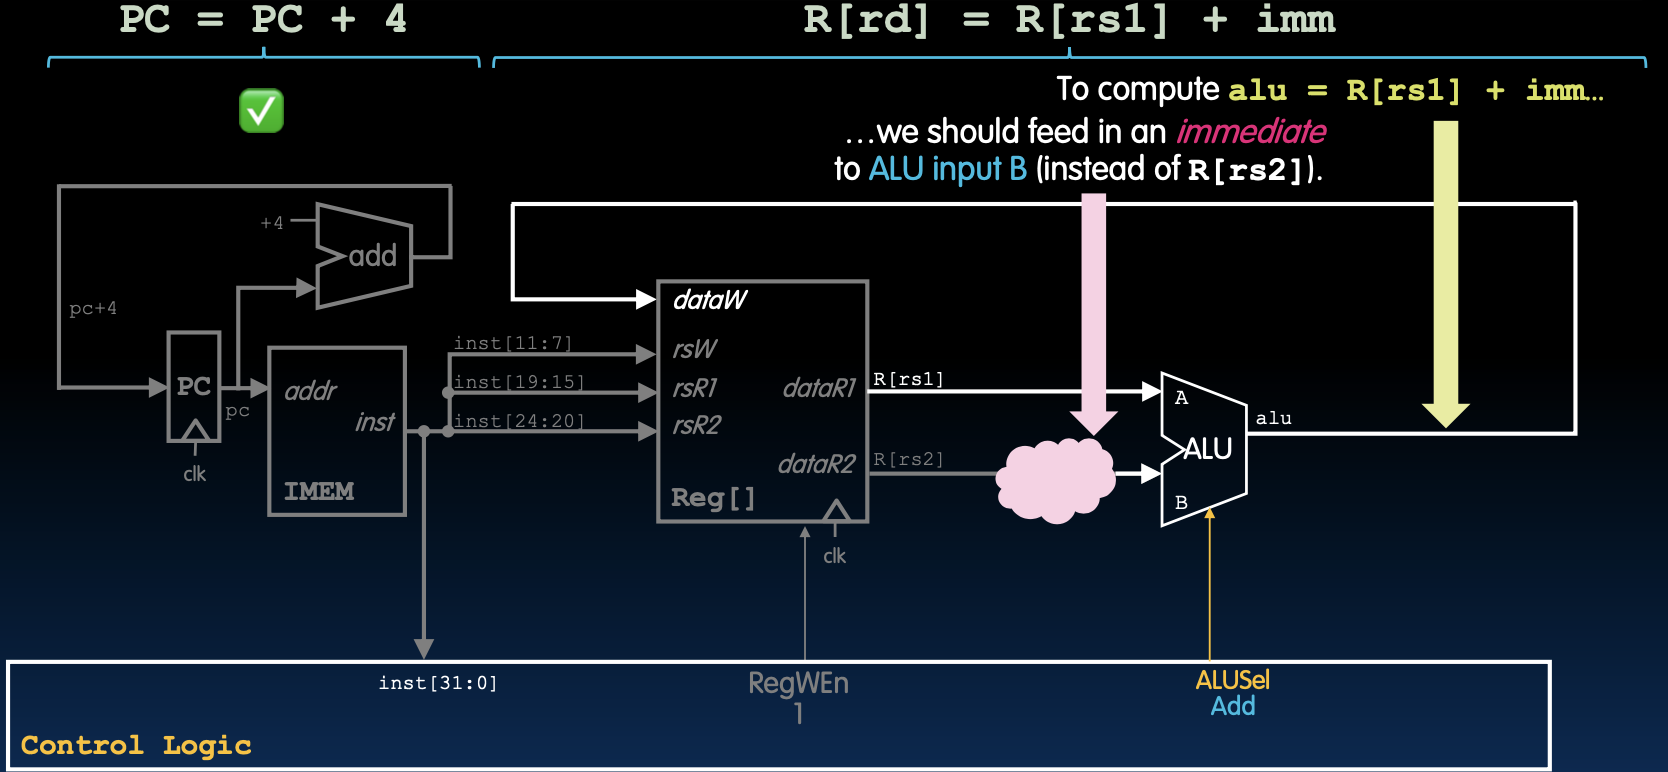 PC = PC + 4
R[rd] = R[rs1] + imm
To compute alu = R[rs1] + imm…
…we should feed in an immediate
to ALU input B (instead of R[rs2]).
+4
add
pc+4
PC
pc
clk
addr
inst
IMEM
inst[11:7]
inst[19:15]
inst[24:20]
dataW
rsW
rsR1
rsR2
dataR1
dataR2
Reg[]
clk
R[rs1]
R[rs2]
A
ALU
B
alu
inst[31:0]
RegWEn
1
ALUSel
Add
Control Logic